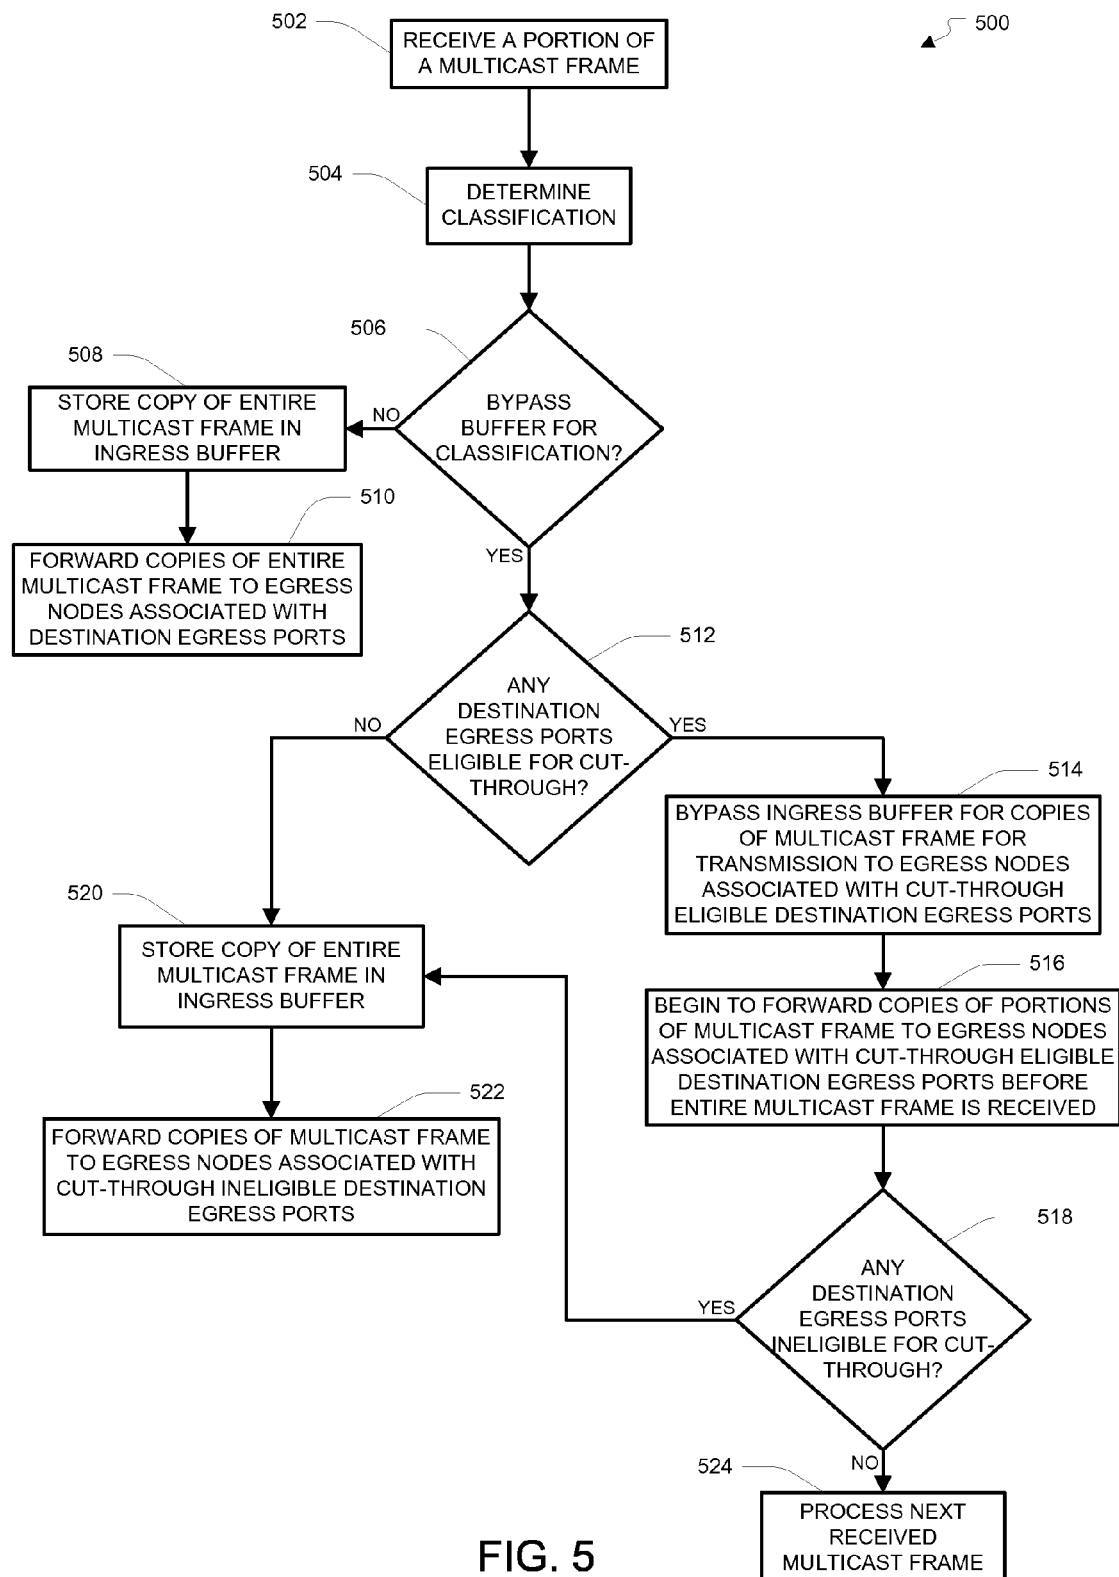 502
RECEIVE A PORTION OF
A MULTICAST FRAME
500
504
DETERMINE
CLASSIFICATION
506
BYPASS
BUFFER FOR
CLASSIFICATION?
NO
508
STORE COPY OF ENTIRE
MULTICAST FRAME IN
INGRESS BUFFER
510
FORWARD COPIES OF ENTIRE
MULTICAST FRAME TO EGRESS
NODES ASSOCIATED WITH
DESTINATION EGRESS PORTS
YES
512
ANY
DESTINATION
EGRESS PORTS
ELIGIBLE FOR CUT-
THROUGH?
NO
YES
514
BYPASS INGRESS BUFFER FOR COPIES
OF MULTICAST FRAME FOR
TRANSMISSION TO EGRESS NODES
ASSOCIATED WITH CUT-THROUGH
ELIGIBLE DESTINATION EGRESS PORTS
516
BEGIN TO FORWARD COPIES OF PORTIONS
OF MULTICAST FRAME TO EGRESS NODES
ASSOCIATED WITH CUT-THROUGH ELIGIBLE
DESTINATION EGRESS PORTS BEFORE
ENTIRE MULTICAST FRAME IS RECEIVED
520
STORE COPY OF ENTIRE
MULTICAST FRAME IN
INGRESS BUFFER
522
FORWARD COPIES OF MULTICAST FRAME
TO EGRESS NODES ASSOCIATED WITH
CUT-THROUGH INELIGIBLE DESTINATION
EGRESS PORTS
518
ANY
DESTINATION
EGRESS PORTS
INELIGIBLE FOR CUT-
THROUGH?
YES
NO
524
PROCESS NEXT
RECEIVED
MULTICAST FRAME
FIG. 5